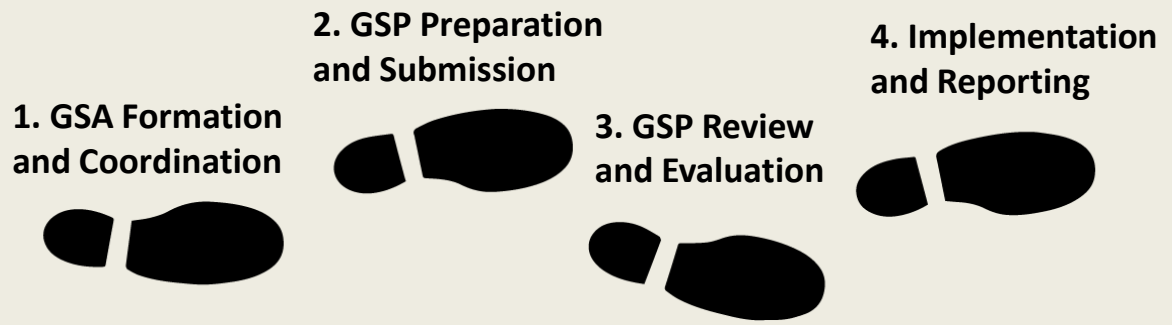 1. GSA Formation
and Coordination
2. GSP Preparation
and Submission
3. GSP Review
and Evaluation
4. Implementation
and Reporting